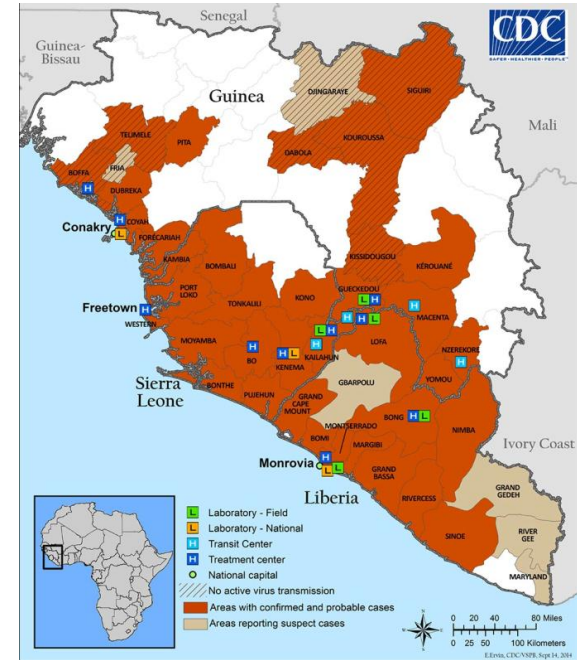 Senegal
CDC
SAFER • HEALTHIER • PEOPLE™
Guinea-
Bissau
Guinea
DJINGARAYE
SIGUIRI
Mali
TELIMELE
PITA
KOUROUSSA
DABOLA
BOFFA
FRIA
DUBREKA
COYAH
Conakry
FORÉCARIAH
KISSIDOUGOU
KÉROUANÉ
KAMBIA
BOMBALI
GUECKEDOU
PORT
LOKO
KONO
MACENTA
TONKALILI
Freetown
WESTERN
MOYAMBA
LOFA
NZEREKORE
BO
KENEMA
KAILAHUN
YOMOU
GBARPOLU
Sierra
Leone
BONTHE
PUJEHUN
GRAND
CAPE
MOUNT
BONG
NIMBA
MONTSERRADO
BOMI
MARGIBI
Ivory Coast
Monrovia
GRAND
BASSA
GRAND
GEDEH
Liberia
RIVERCESS
RIVER
GEE
SINOE
MARYLAND
L Laboratory - Field
L Laboratory - National
H Transit Center
H Treatment center
National capital
No active virus transmission
Areas with confirmed and probable cases
Areas reporting suspect cases
0 20 40 80 Miles
0 25 50 100 Kilometers
E.Ervin, CDC/VSPB, Sept 14, 2014